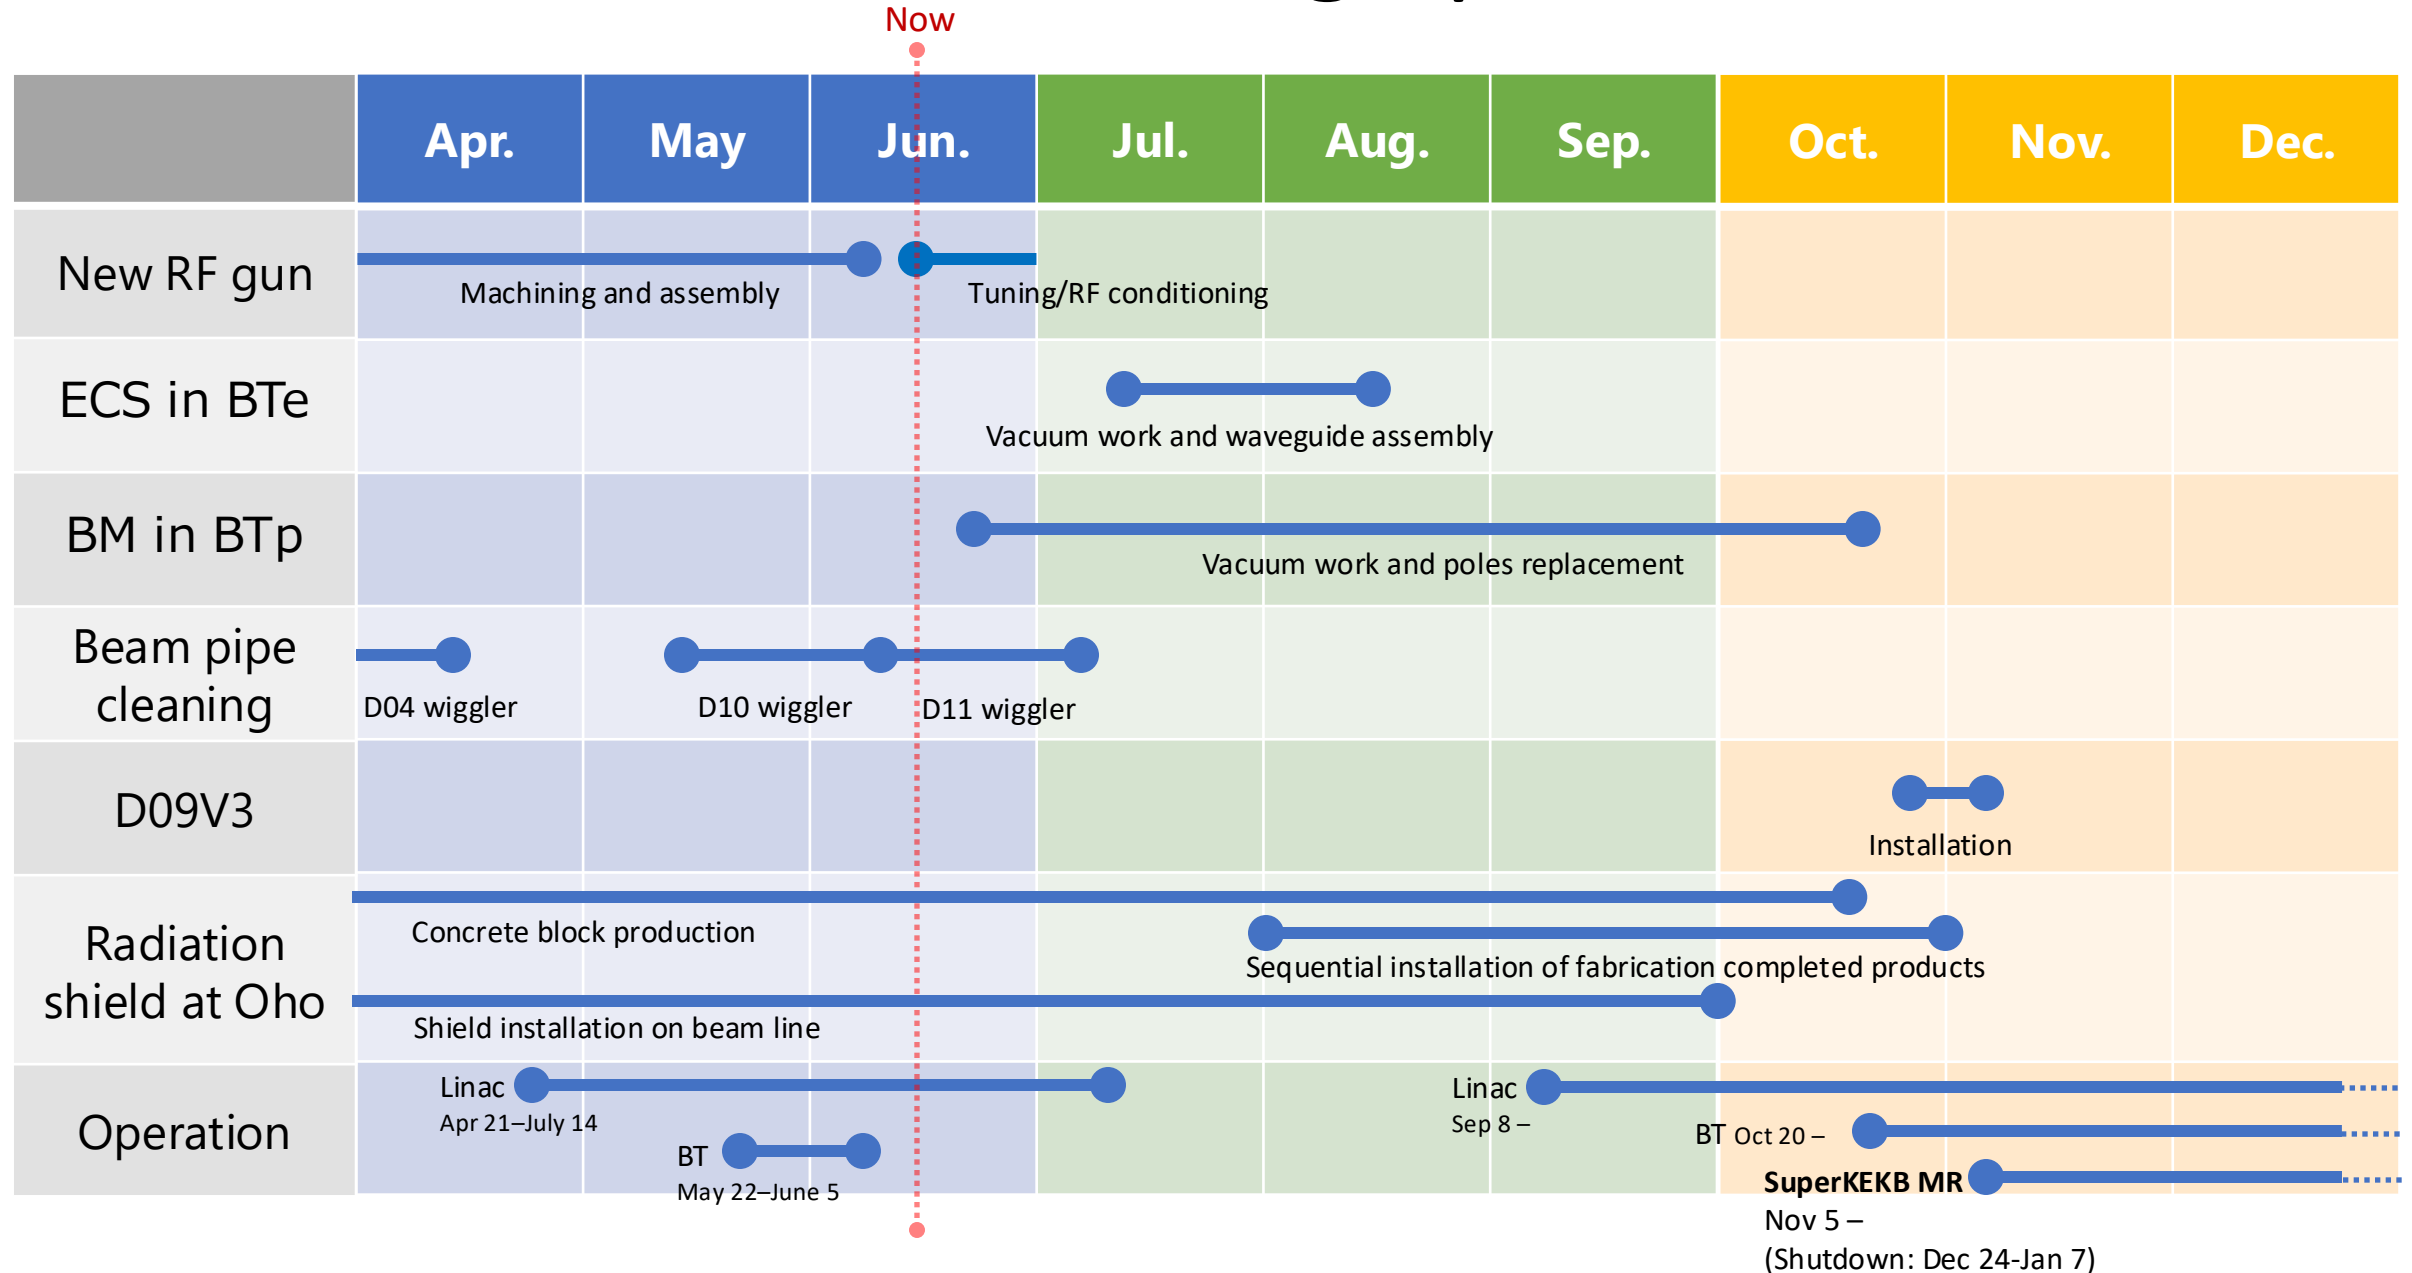 Now
Apr. May Jun. Jul. Aug. Sep. Oct. Nov. Dec.
New RF gun
Machining and assembly
Tuning/RF conditioning
ECS in BTe
Vacuum work and waveguide assembly
BM in BTp
Vacuum work and poles replacement
Beam pipe
cleaning
D04 wiggler
D10 wiggler
D11 wiggler
D09V3
Installation
Radiation
shield at Oho
Concrete block production
Sequential installation of fabrication completed products
Shield installation on beam line
Operation
Linac
Apr 21–July 14
BT
May 22–June 5
Linac
Sep 8 –
BT Oct 20 –
SuperKEKB MR
Nov 5 –
(Shutdown: Dec 24-Jan 7)